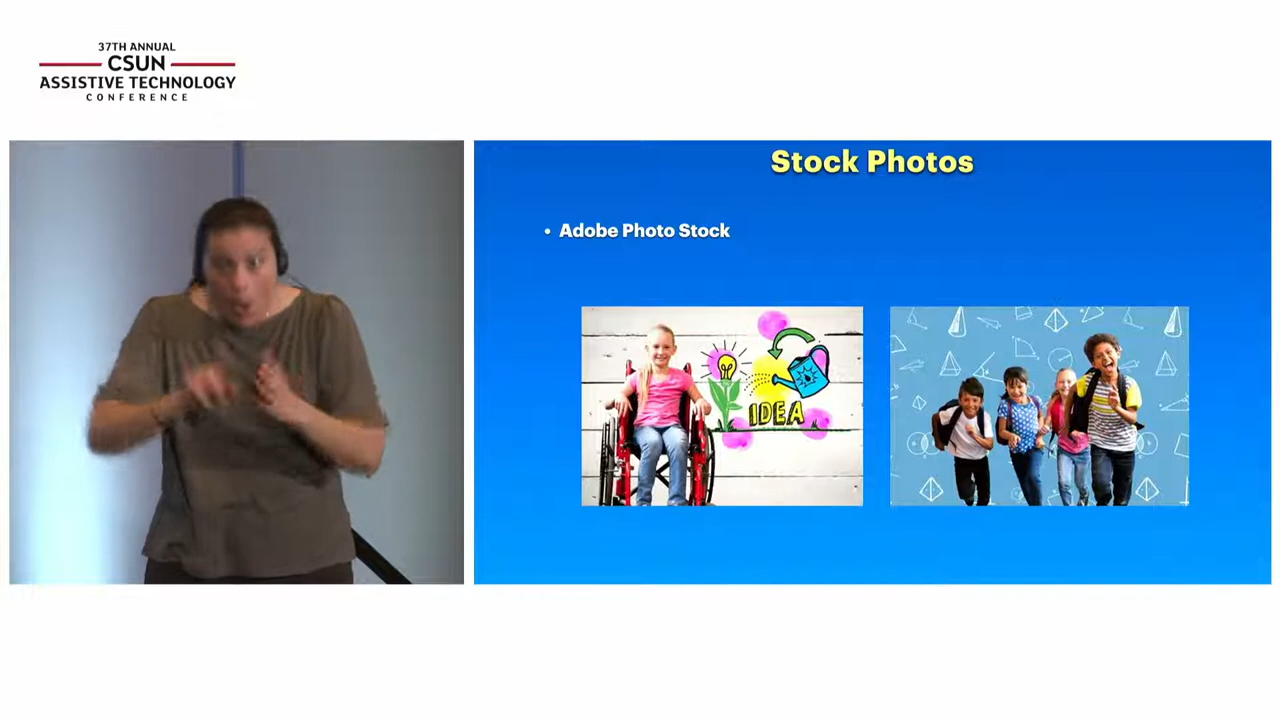 37TH ANNUAL
CSUN
ASSISTIVE TECHNOLOGY
CONFERENCE
Stock Photos
• Adobe Photo Stock
IDEA